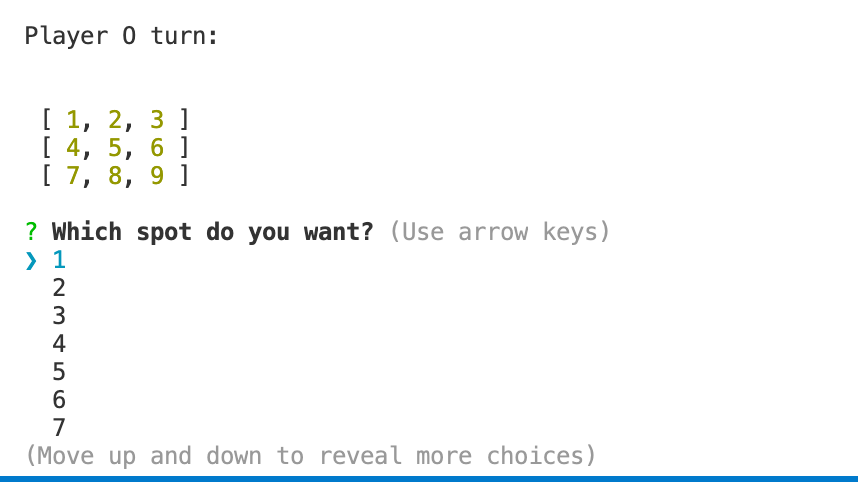 Player O turn:
[ 1, 2, 3 ]
[ 4, 5, 6 ]
[ 7, 8, 9 ]
? Which spot do you want? (Use arrow keys)
❯ 1
2
3
4
5
6
7
(Move up and down to reveal more choices)